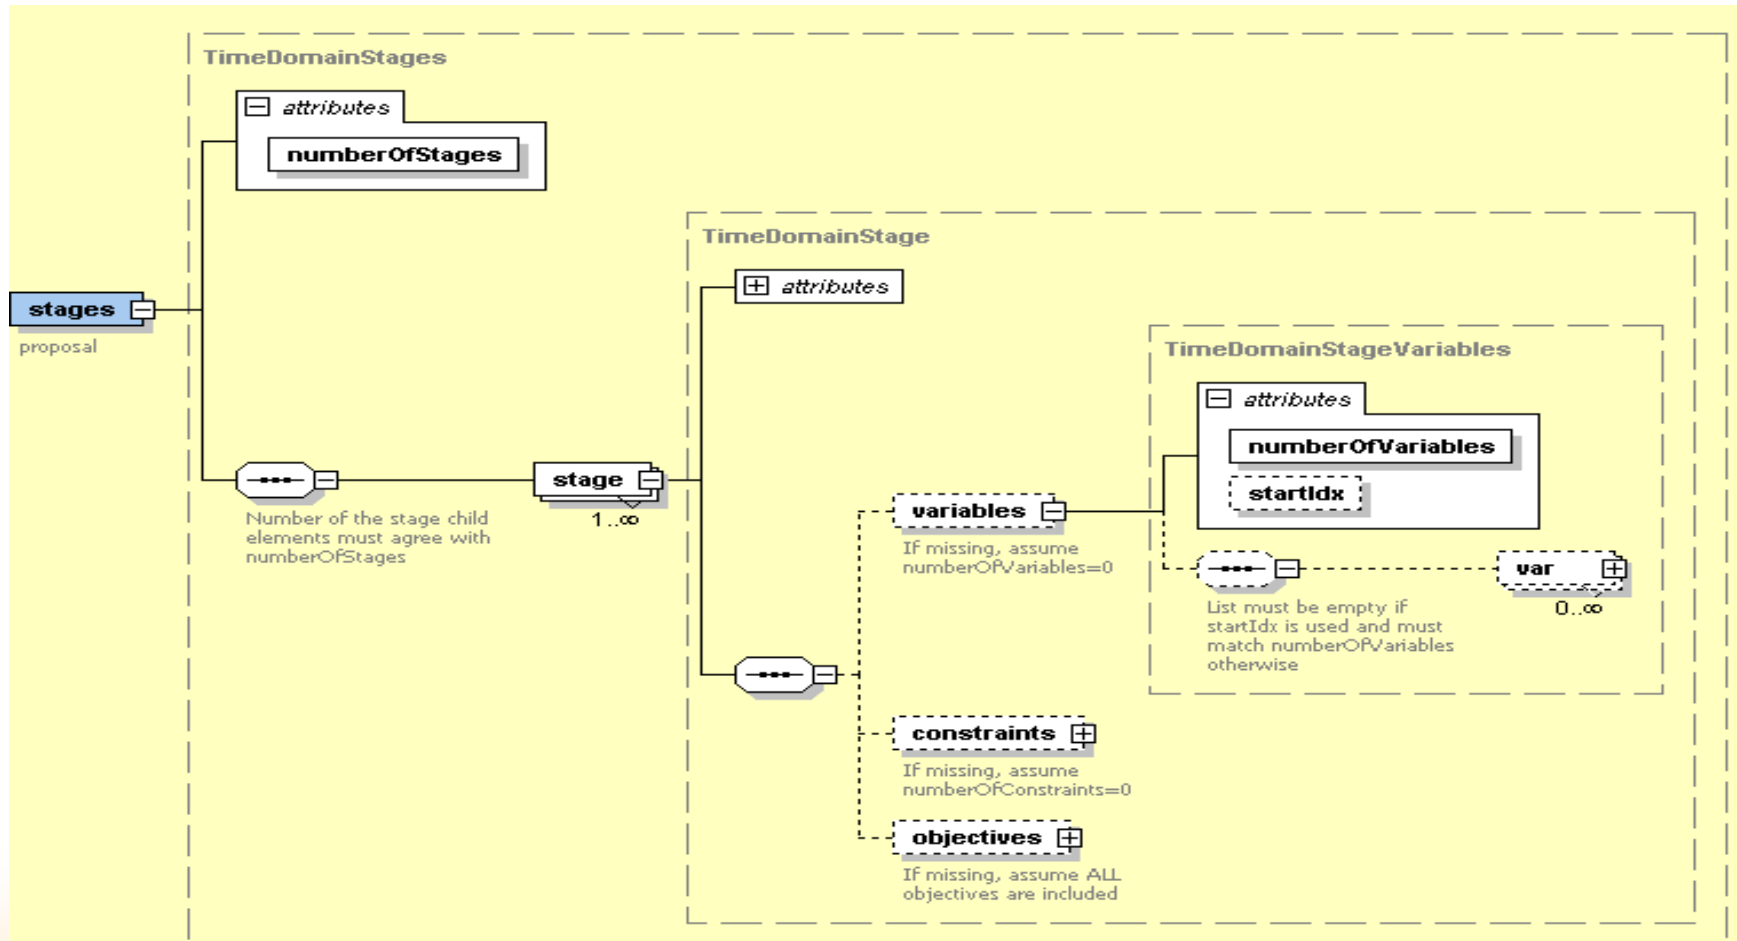 TimeDomainStages
attributes
numberOfStages
TimeDomainStage
attributes
stages
proposal
TimeDomainStageVariables
attributes
numberOfVariables
startIdx
stage
1..∞
Number of the stage child
elements must agree with
numberOfStages
variables
If missing, assume
numberOfVariables=0
var
0..∞
List must be empty if
startIdx is used and must
match numberOfVariables
otherwise
constraints
If missing, assume
numberOfConstraints=0
objectives
If missing, assume ALL
objectives are included